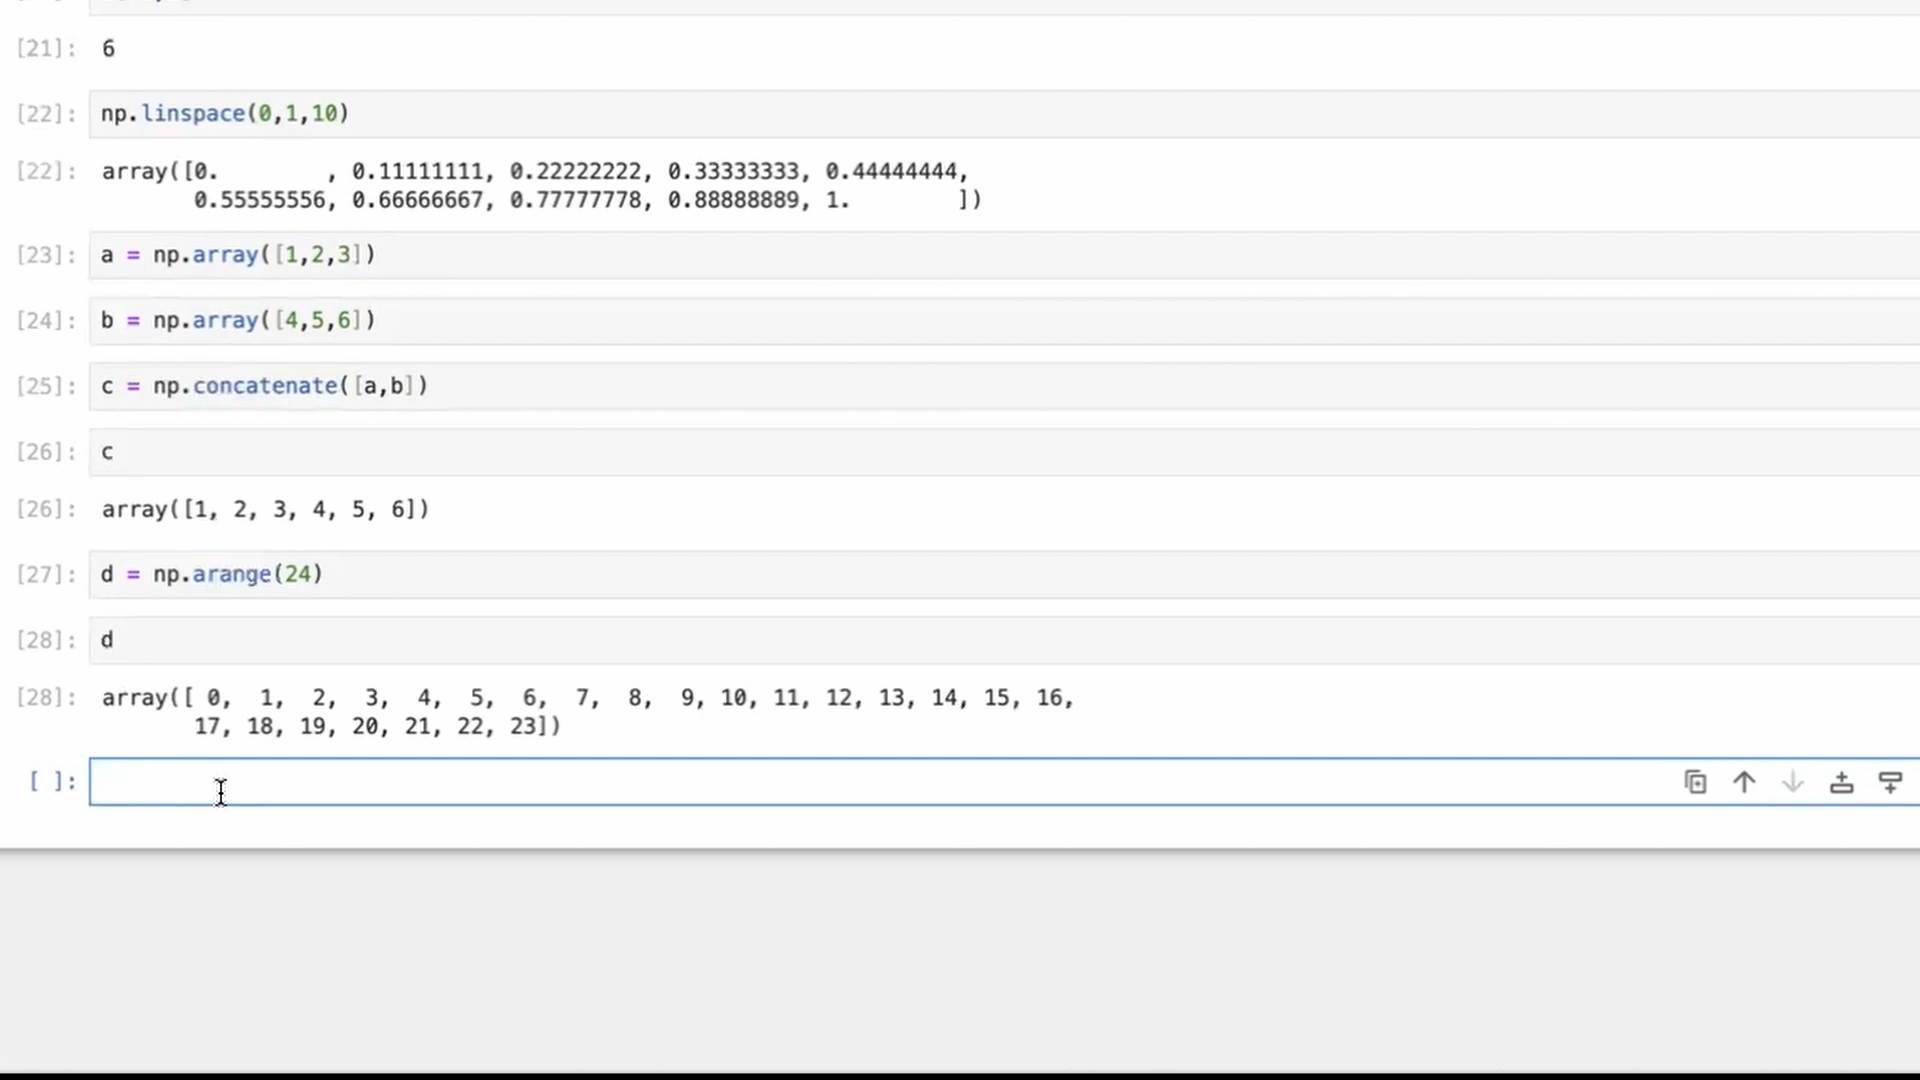 [21]: 6
[22]: np.linspace(0,1,10)
[22]: array([0.        , 0.11111111, 0.22222222, 0.33333333, 0.44444444,
       0.55555556, 0.66666667, 0.77777778, 0.88888889, 1.        ])
[23]: a = np.array([1,2,3])
[24]: b = np.array([4,5,6])
[25]: c = np.concatenate([a,b])
[26]: c
[26]: array([1, 2, 3, 4, 5, 6])
[27]: d = np.arange(24)
[28]: d
[28]: array([ 0,  1,  2,  3,  4,  5,  6,  7,  8,  9, 10, 11, 12, 13, 14, 15, 16,
       17, 18, 19, 20, 21, 22, 23])
[ ]: